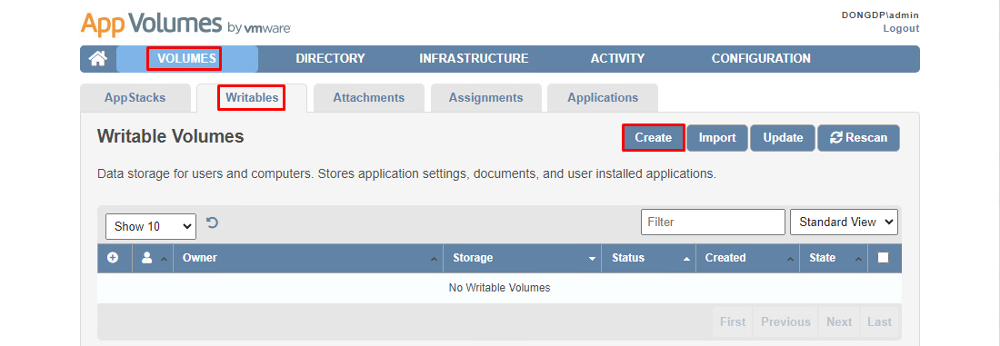 App Volumes by vmware
DONGDP\admin
Logout
VOLUMES DIRECTORY INFRASTRUCTURE ACTIVITY CONFIGURATION
AppStacks Writables Attachments Assignments Applications
Writable Volumes
Create Import Update Rescan
Data storage for users and computers. Stores application settings, documents, and user installed applications.
Show 10 Filter Standard View
Owner Storage Status Created State
No Writable Volumes
First Previous Next Last